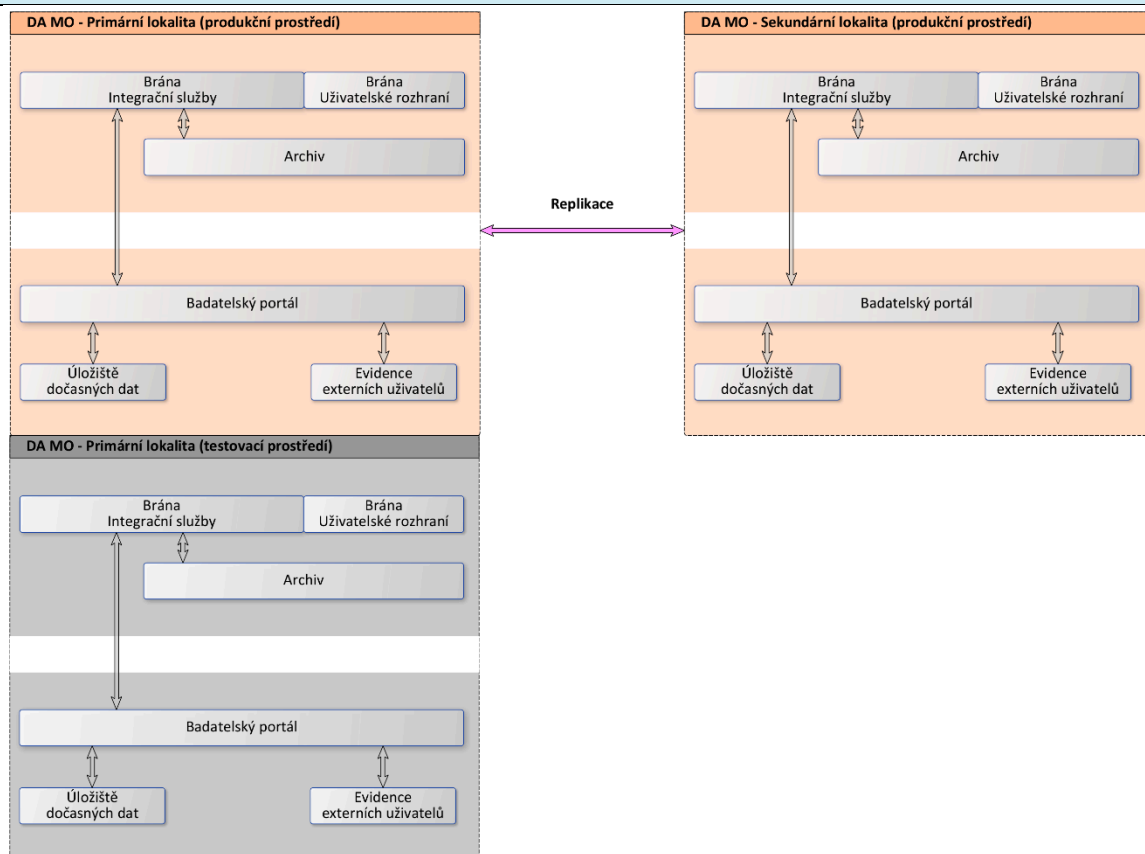 DA MO - Primární lokalita (produkční prostředí)
Brána
Integrační služby
Brána
Uživatelské rozhraní
Archiv
Badatelský portál
Úložiště
dočasných dat
Evidence
externích uživatelů
Replikace
DA MO - Sekundární lokalita (produkční prostředí)
Brána
Integrační služby
Brána
Uživatelské rozhraní
Archiv
Badatelský portál
Úložiště
dočasných dat
Evidence
externích uživatelů
DA MO - Primární lokalita (testovací prostředí)
Brána
Integrační služby
Brána
Uživatelské rozhraní
Archiv
Badatelský portál
Úložiště
dočasných dat
Evidence
externích uživatelů